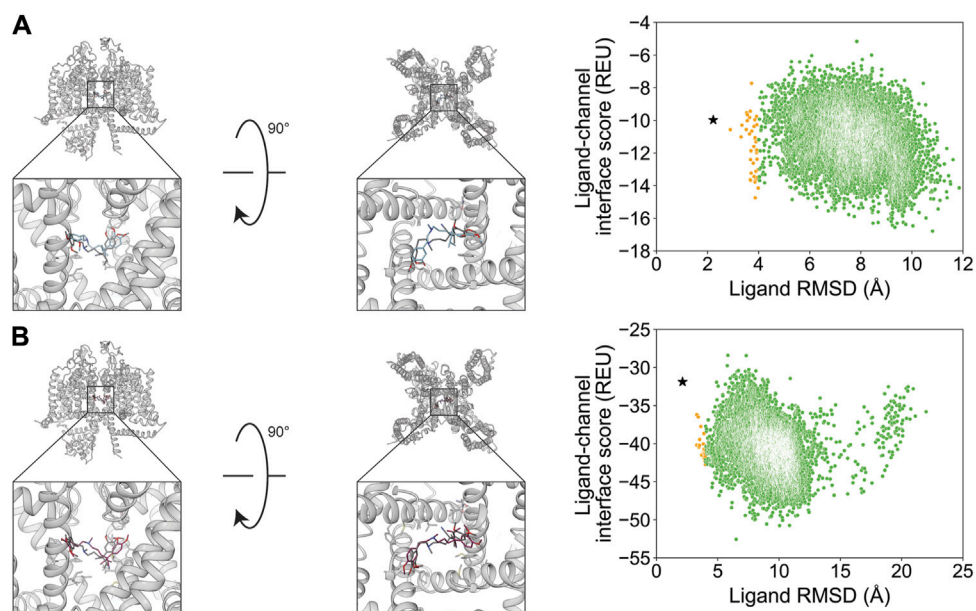 A
90°
Ligand-channel
interface score (REU)
−6
−8
−10
−12
−14
−16
−18
0 2 4 6 8 10 12
Ligand RMSD (Å)
B
90°
Ligand-channel
interface score (REU)
−25
−30
−35
−40
−45
−50
−55
0 5 10 15 20 25
Ligand RMSD (Å)